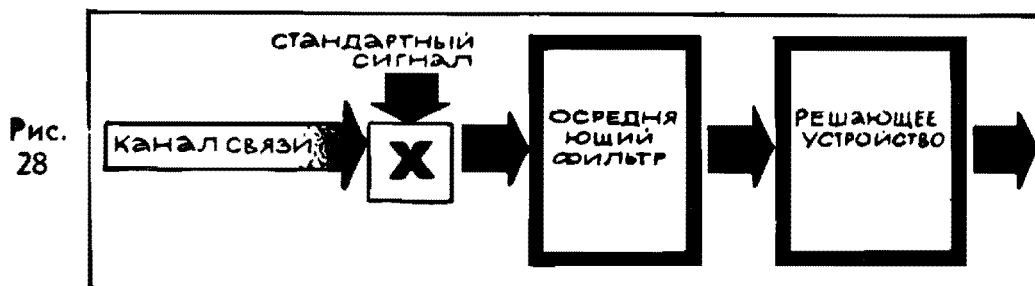 Рис.
28
СТАНДАРТНЫЙ
СИГНАЛ
КАНАЛ СВЯЗИ
X
ОСРЕДНЯ
ЮЩИЙ
ФИЛЬТР
РЕШАЮЩЕЕ
УСТРОЙСТВО